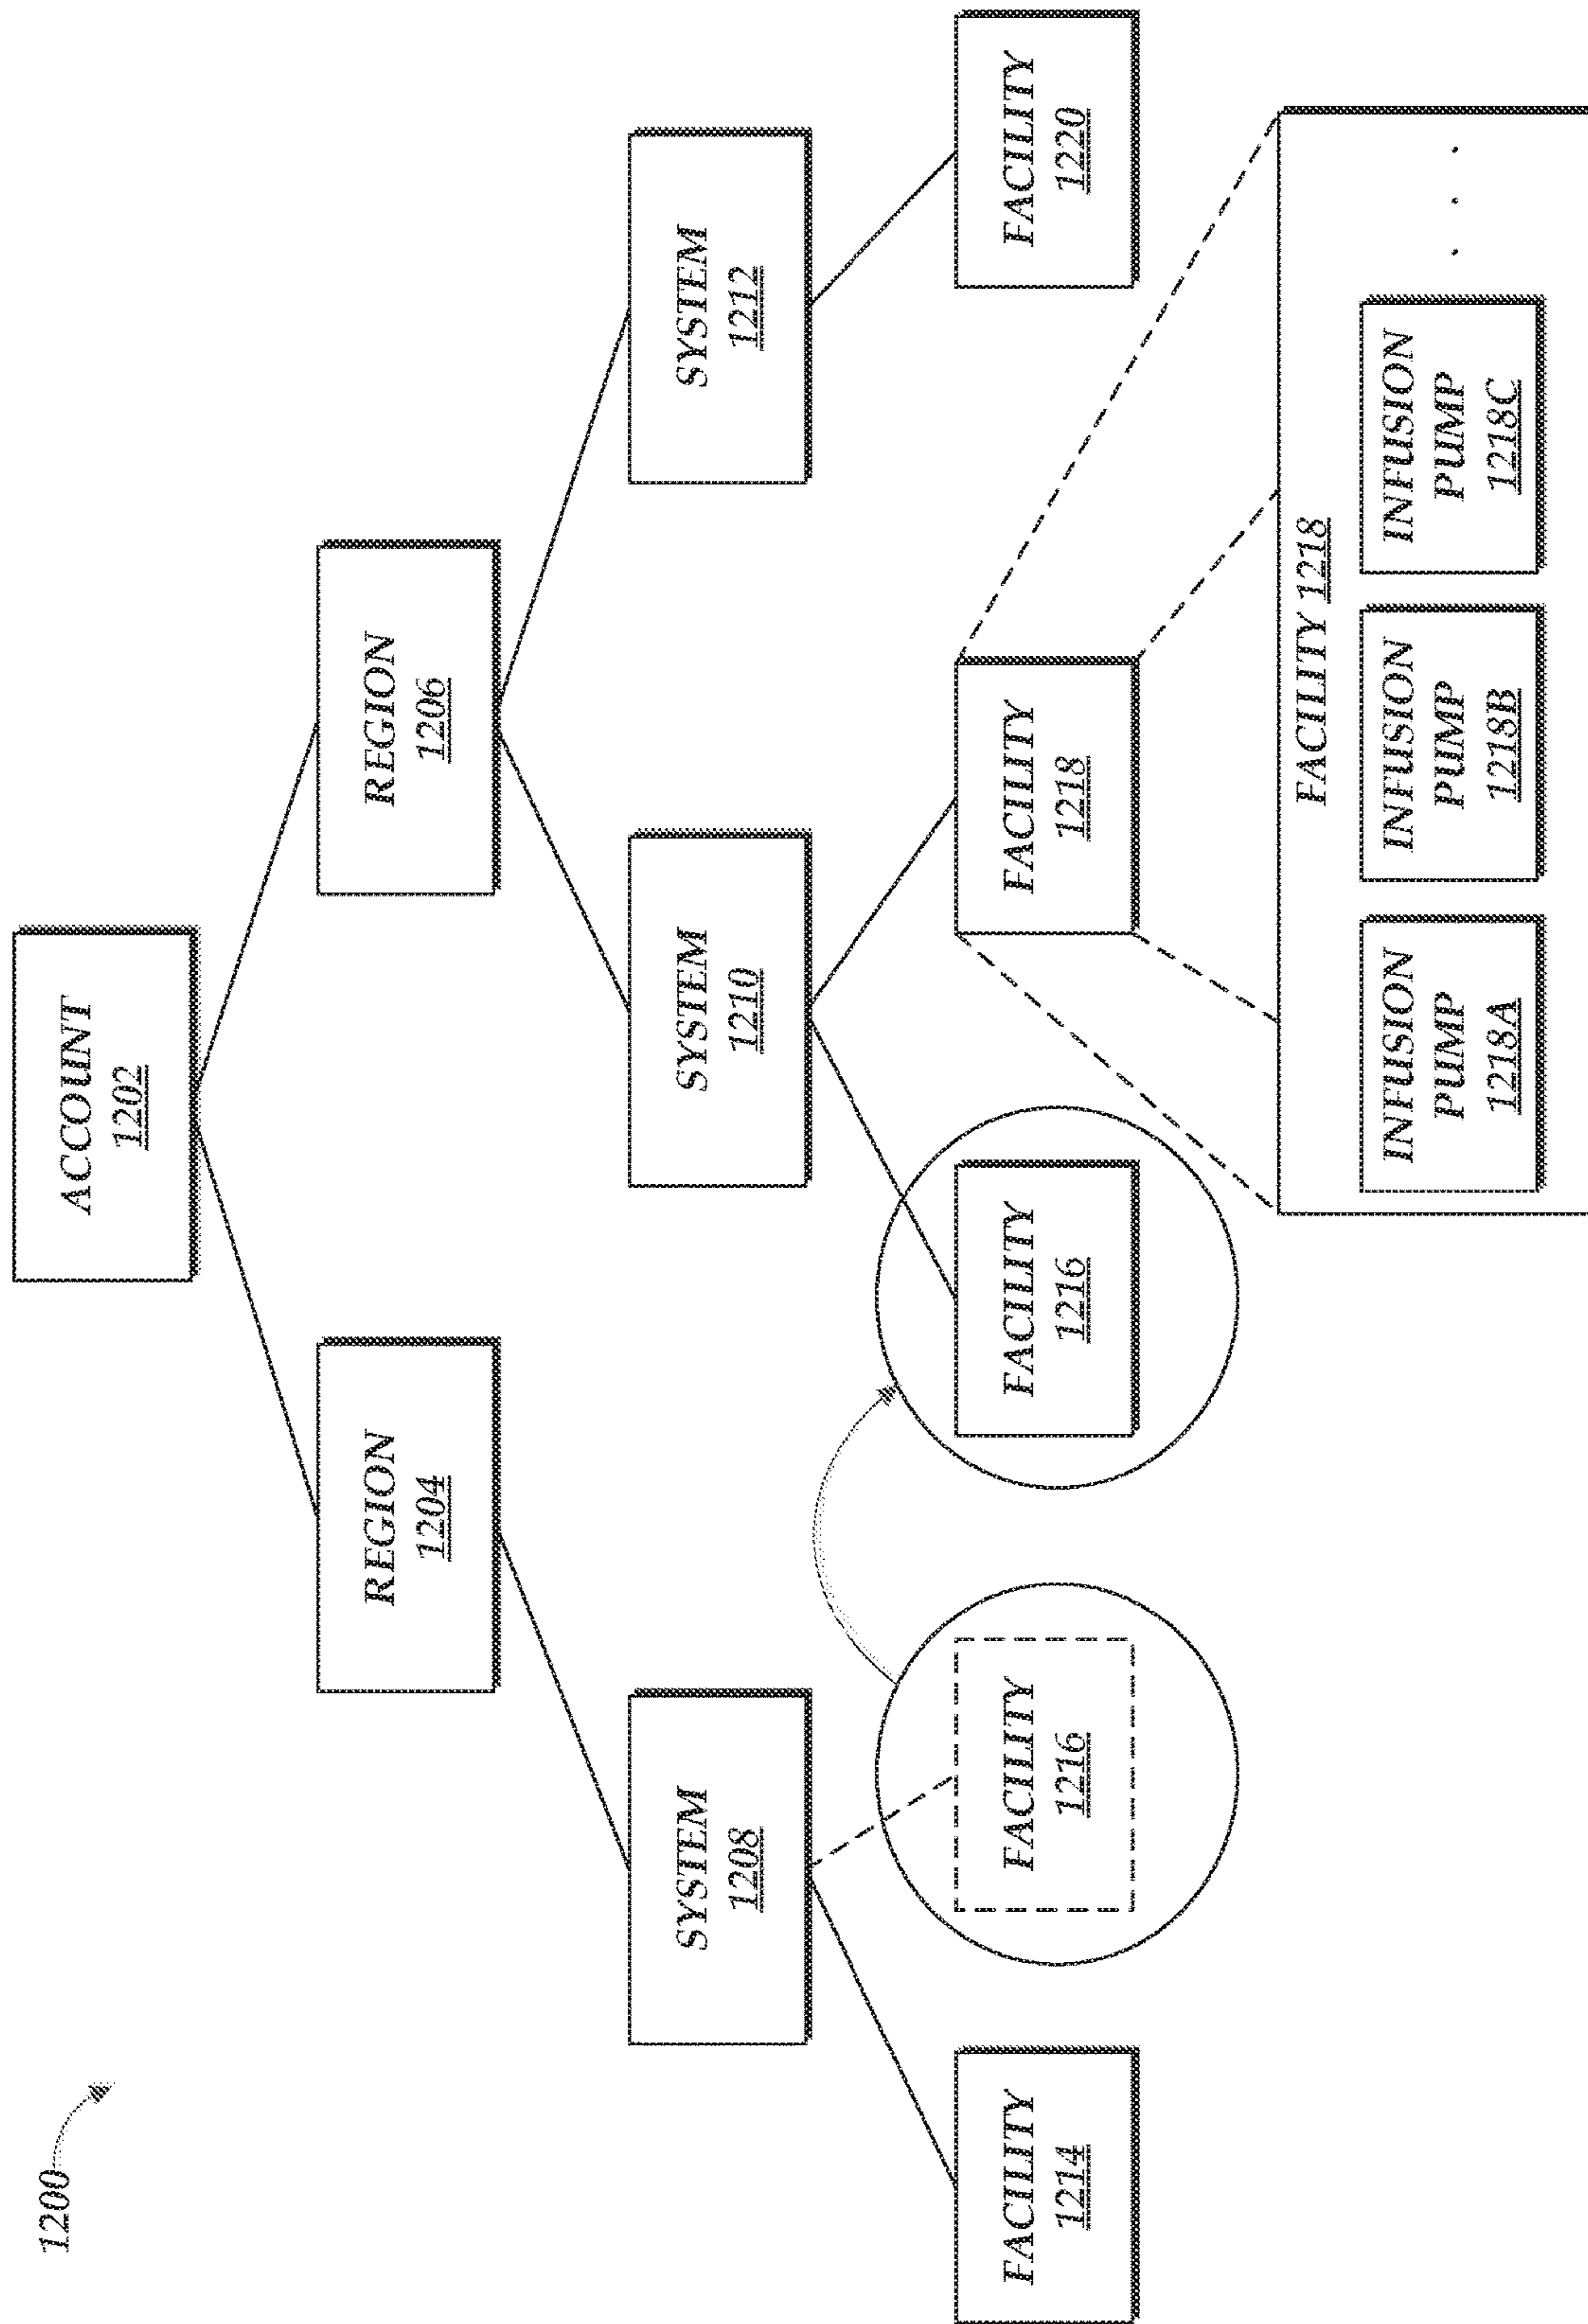 1200
ACCOUNT
1202
REGION
1204
REGION
1206
SYSTEM
1208
SYSTEM
1210
SYSTEM
1212
FACILITY
1214
FACILITY
1216
FACILITY
1216
FACILITY
1218
FACILITY
1220
FACILITY 1218
INFUSION
PUMP
1218A
INFUSION
PUMP
1218B
INFUSION
PUMP
1218C
. . .